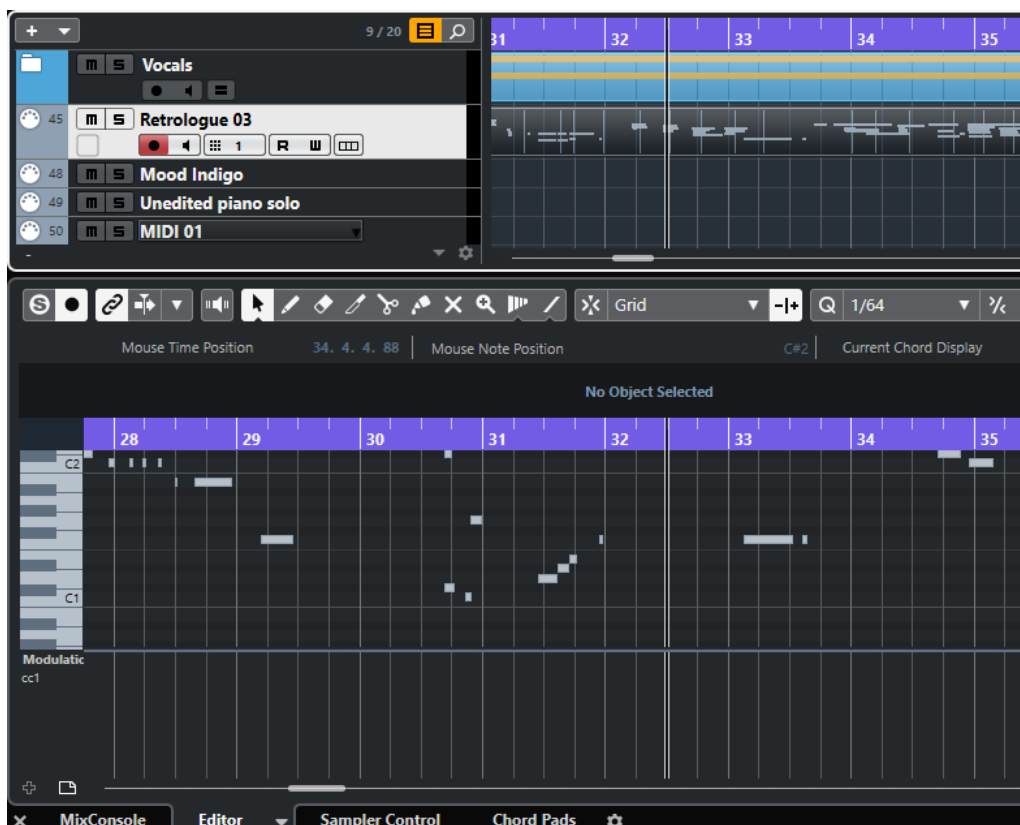 9 / 20
31 32 33 34 35
m S Vocals
45 m S Retrologue 03
1 R W
48 m S Mood Indigo
49 m S Unedited piano solo
50 m S MIDI 01
S Grid Q 1/64
Mouse Time Position 34. 4. 4. 88 Mouse Note Position C#2 Current Chord Display
No Object Selected
28 29 30 31 32 33 34 35
C2
C1
Modulatic
cc1
MixConsole Editor Sampler Control Chord Pads